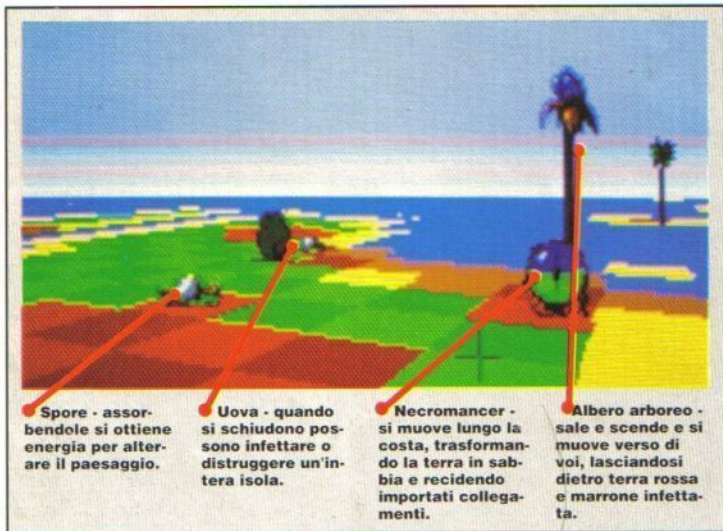 Spore - assor-
bendole si ottiene
energia per alter-
are il paesaggio.
Uova - quando
si schiudono pos-
sono infettare o
distruggere un'in-
tera isola.
Necromancer -
si muove lungo la
costa, trasforman-
do la terra in sab-
bia e recidendo
importati collega-
menti.
Albero arboreo -
sale e scende e si
muove verso di
voi, lasciandosi
dietro terra rossa
e marrone infetta-
ta.